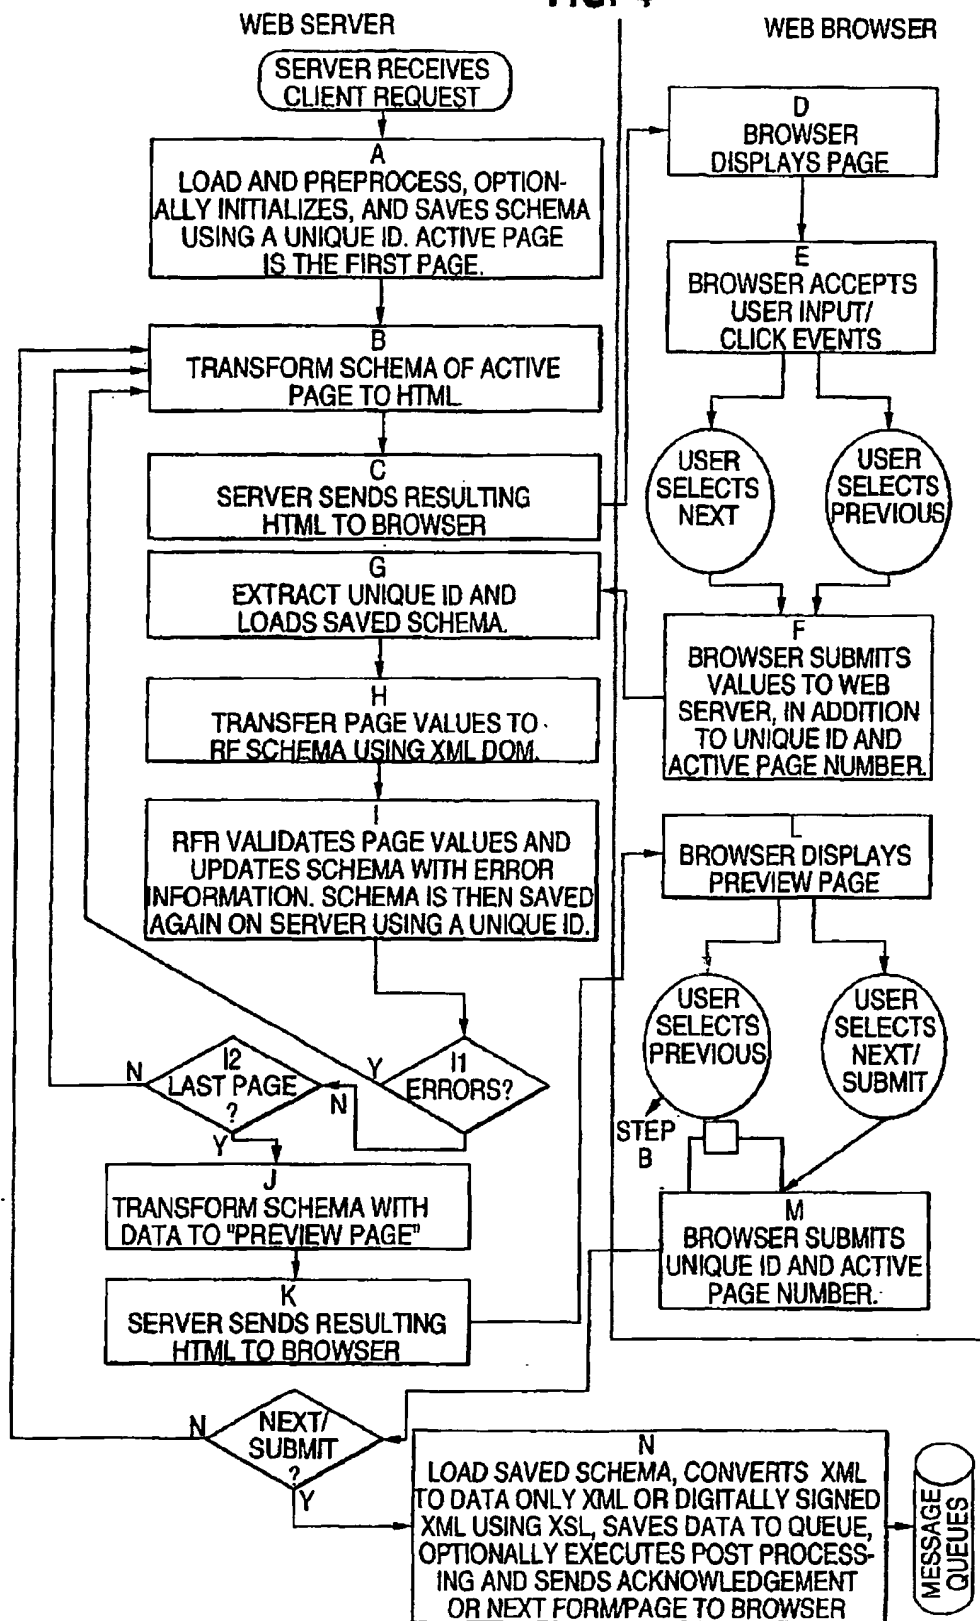 WEB SERVER
WEB BROWSER
SERVER RECEIVES
CLIENT REQUEST
A
LOAD AND PREPROCESS, OPTION-
ALLY INITIALIZES, AND SAVES SCHEMA
USING A UNIQUE ID. ACTIVE PAGE
IS THE FIRST PAGE.
B
TRANSFORM SCHEMA OF ACTIVE
PAGE TO HTML
C
SERVER SENDS RESULTING
HTML TO BROWSER
D
BROWSER
DISPLAYS PAGE
E
BROWSER ACCEPTS
USER INPUT/
CLICK EVENTS
USER
SELECTS
NEXT
USER
SELECTS
PREVIOUS
F
BROWSER SUBMITS
VALUES TO WEB
SERVER, IN ADDITION
TO UNIQUE ID AND
ACTIVE PAGE NUMBER.
G
EXTRACT UNIQUE ID AND
LOADS SAVED SCHEMA.
H
TRANSFER PAGE VALUES TO
RF SCHEMA USING XML DOM.
I
RFR VALIDATES PAGE VALUES AND
UPDATES SCHEMA WITH ERROR
INFORMATION. SCHEMA IS THEN SAVED
AGAIN ON SERVER USING A UNIQUE ID.
I1
ERRORS?
Y
N
I2
LAST PAGE
?
N
Y
J
TRANSFORM SCHEMA WITH
DATA TO "PREVIEW PAGE"
K
SERVER SENDS RESULTING
HTML TO BROWSER
L
BROWSER DISPLAYS
PREVIEW PAGE
USER
SELECTS
PREVIOUS
USER
SELECTS
NEXT/
SUBMIT
STEP
B
M
BROWSER SUBMITS
UNIQUE ID AND ACTIVE
PAGE NUMBER.
NEXT/
SUBMIT
?
N
Y
N
LOAD SAVED SCHEMA, CONVERTS XML
TO DATA ONLY XML OR DIGITALLY SIGNED
XML USING XSL, SAVES DATA TO QUEUE,
OPTIONALLY EXECUTES POST PROCESS-
ING AND SENDS ACKNOWLEDGEMENT
OR NEXT FORM/PAGE TO BROWSER
MESSAGE
QUEUES